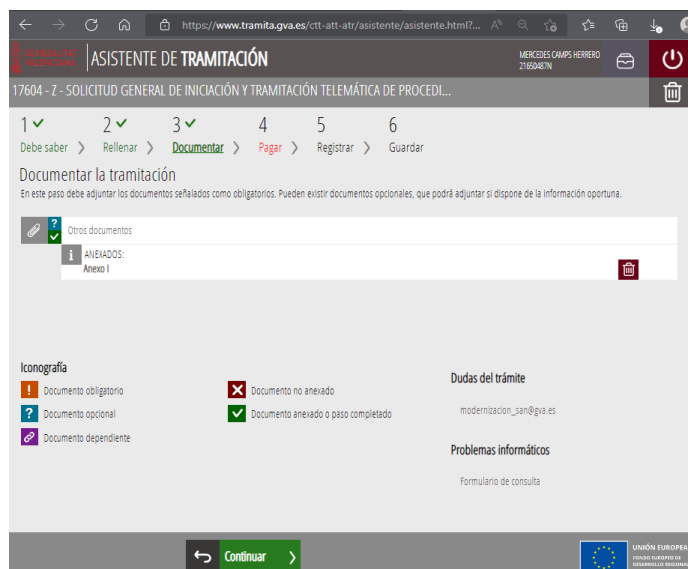 https://www.tramita.gva.es/ctt-att-atr/asistente/asistente.html?...
ASISTENTE DE TRAMITACIÓN
MERCEDES CAMPS HERRERO
21650487N
17604 - Z - SOLICITUD GENERAL DE INICIACIÓN Y TRAMITACIÓN TELEMÁTICA DE PROCEDI...
1 2 3 4 5 6
Debe saber Rellenar Documentar Pagar Registrar Guardar
Documentar la tramitación
En este paso debe adjuntar los documentos señalados como obligatorios. Pueden existir documentos opcionales, que podrá adjuntar si dispone de la información oportuna.
Otros documentos
ANEXADOS:
Anexo I
Iconografía
Documento obligatorio
Documento no anexado
Documento opcional
Documento anexado o paso completado
Documento dependiente
Dudas del trámite
modernizacion_san@gva.es
Problemas informáticos
Formulario de consulta
Continuar
UNIÓN EUROPEA
FONDO EUROPEO DE
DESARROLLO REGIONAL